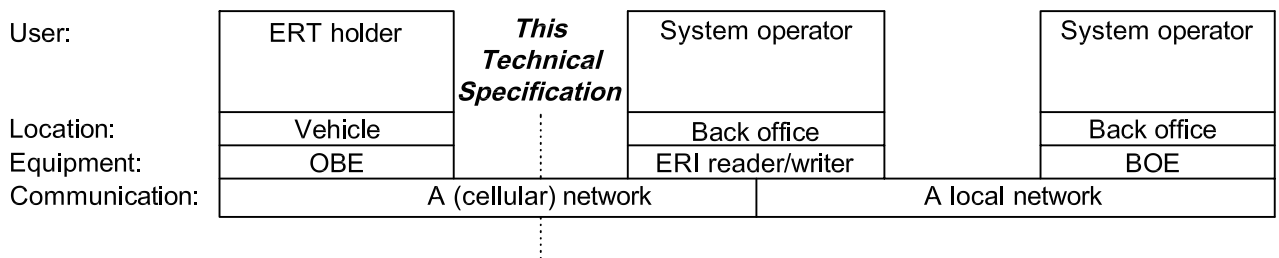 User: ERT holder This System operator System operator
Technical
Specification
Location: Vehicle Back office Back office
Equipment: OBE ERI reader/writer BOE
Communication: A (cellular) network A local network